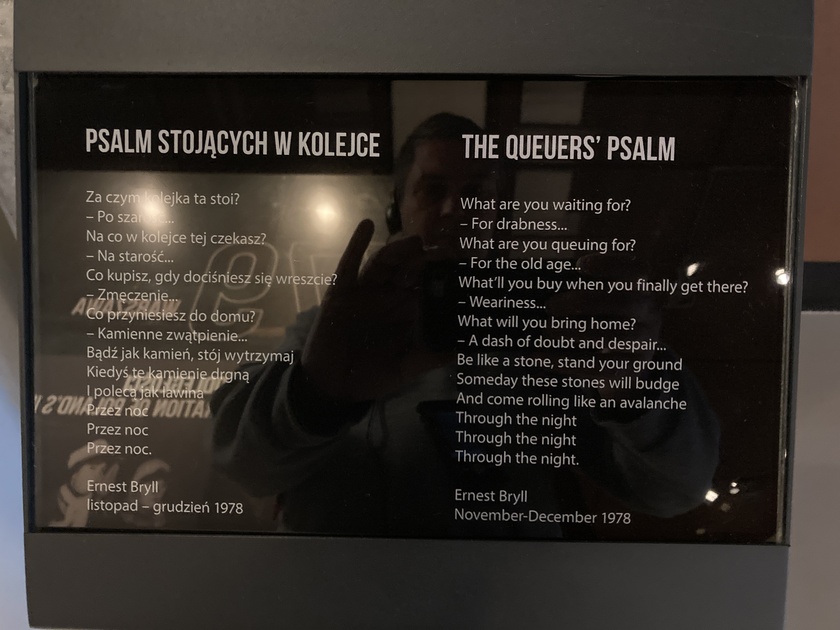 PSALM STOJĄCYCH W KOLEJCE
Za czym kolejka ta stoi?
– Po szarość...
Na co w kolejce tej czekasz?
– Na starość...
Co kupisz, gdy dociśniesz się wreszcie?
– Zmęczenie...
Co przyniesiesz do domu?
– Kamienne zwątpienie...
Bądź jak kamień, stój wytrzymaj
Kiedyś te kamienie drgną
I polecą jak lawina
Przez noc
Przez noc
Przez noc.
Ernest Bryll
listopad – grudzień 1978
THE QUEUERS' PSALM
What are you waiting for?
– For drabness...
What are you queuing for?
– For the old age...
What'll you buy when you finally get there?
– Weariness...
What will you bring home?
– A dash of doubt and despair...
Be like a stone, stand your ground
Someday these stones will budge
And come rolling like an avalanche
Through the night
Through the night
Through the night.
Ernest Bryll
November-December 1978